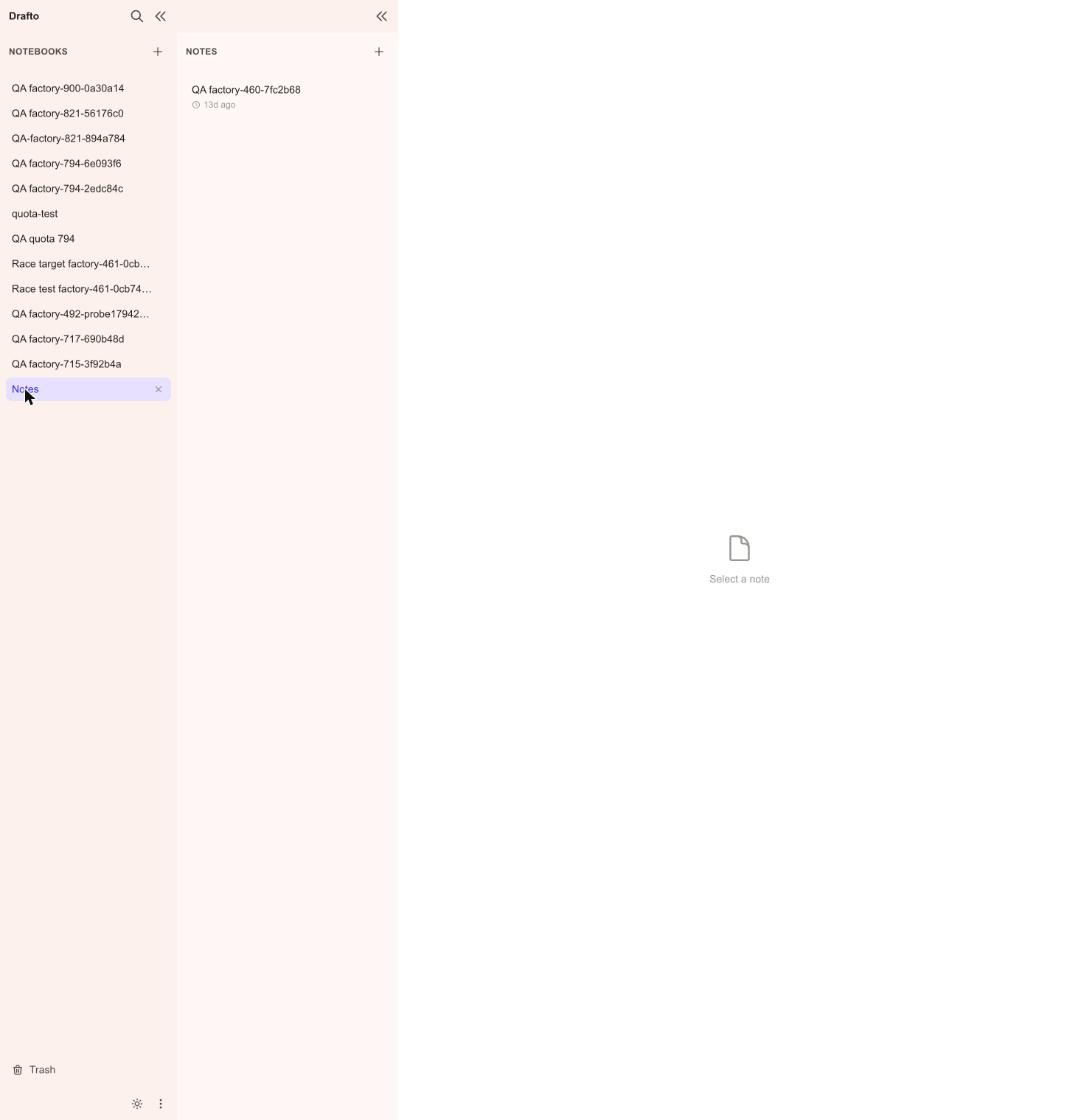 Drafto
NOTEBOOKS
QA factory-900-0a30a14
QA factory-821-56176c0
QA-factory-821-894a784
QA factory-794-6e093f6
QA factory-794-2edc84c
quota-test
QA quota 794
Race target factory-461-0cb...
Race test factory-461-0cb74...
QA factory-492-probe17942...
QA factory-717-690b48d
QA factory-715-3f92b4a
Notes
Trash
NOTES
QA factory-460-7fc2b68
13d ago
Select a note